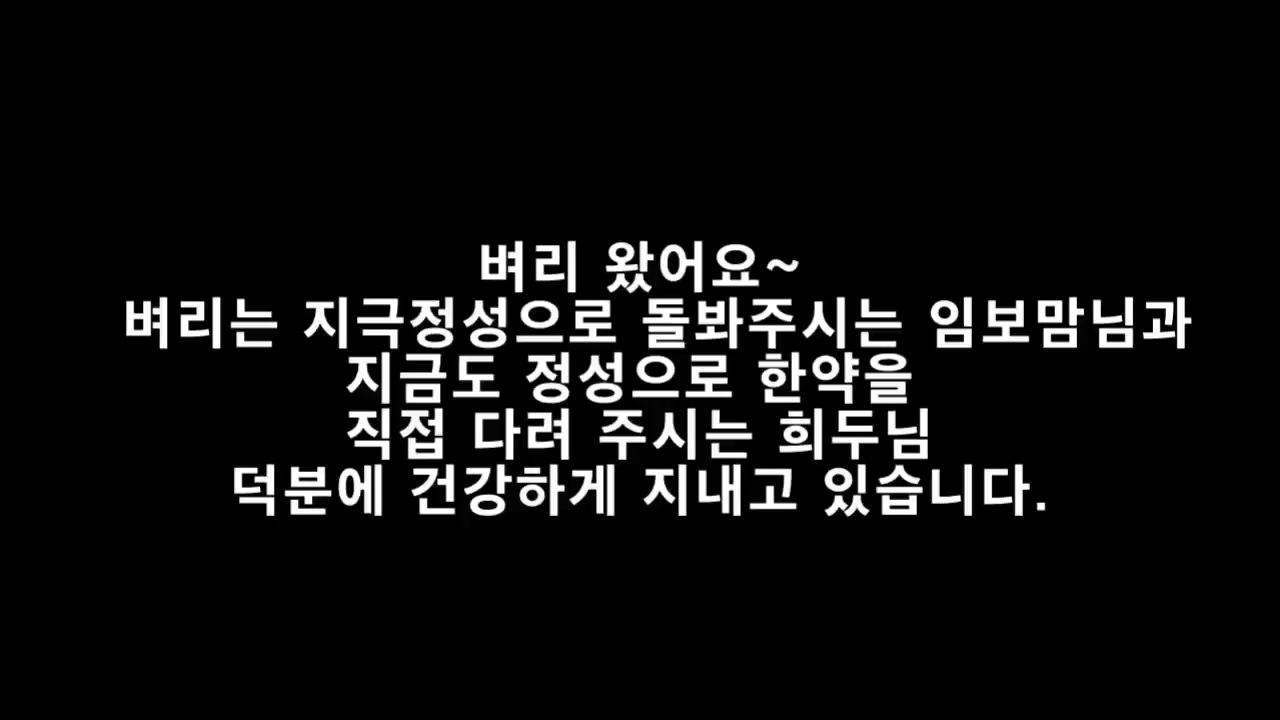 벼리 왔어요~
벼리는 지극정성으로 돌봐주시는 임보맘님과
지금도 정성으로 한약을
직접 다려 주시는 희두님
덕분에 건강하게 지내고 있습니다.